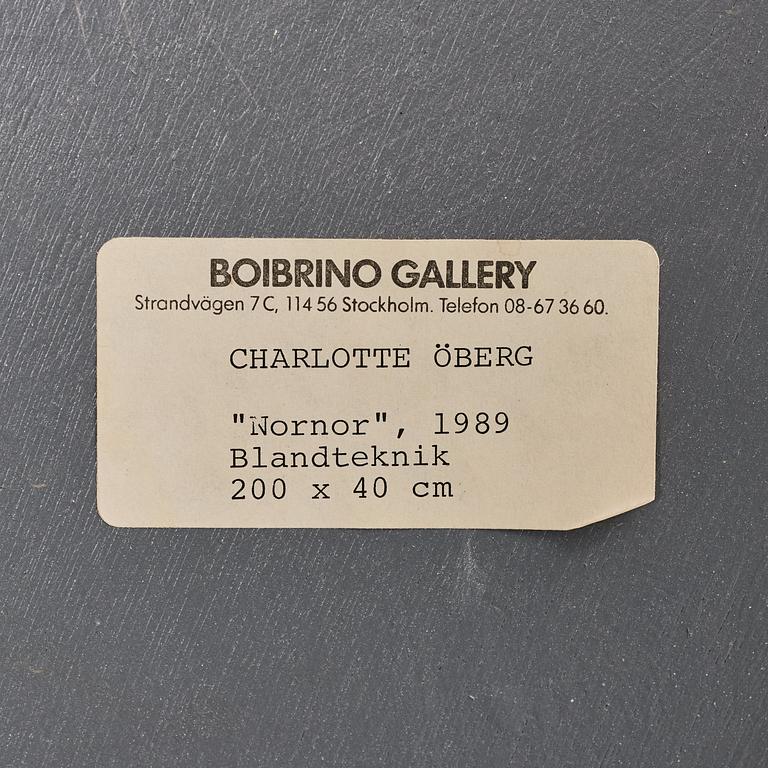 BOIBRINO GALLERY
Strandvägen 7 C, 114 56 Stockholm. Telefon 08-67 36 60.
CHARLOTTE ÖBERG
"Nornor", 1989
Blandteknik
200 x 40 cm